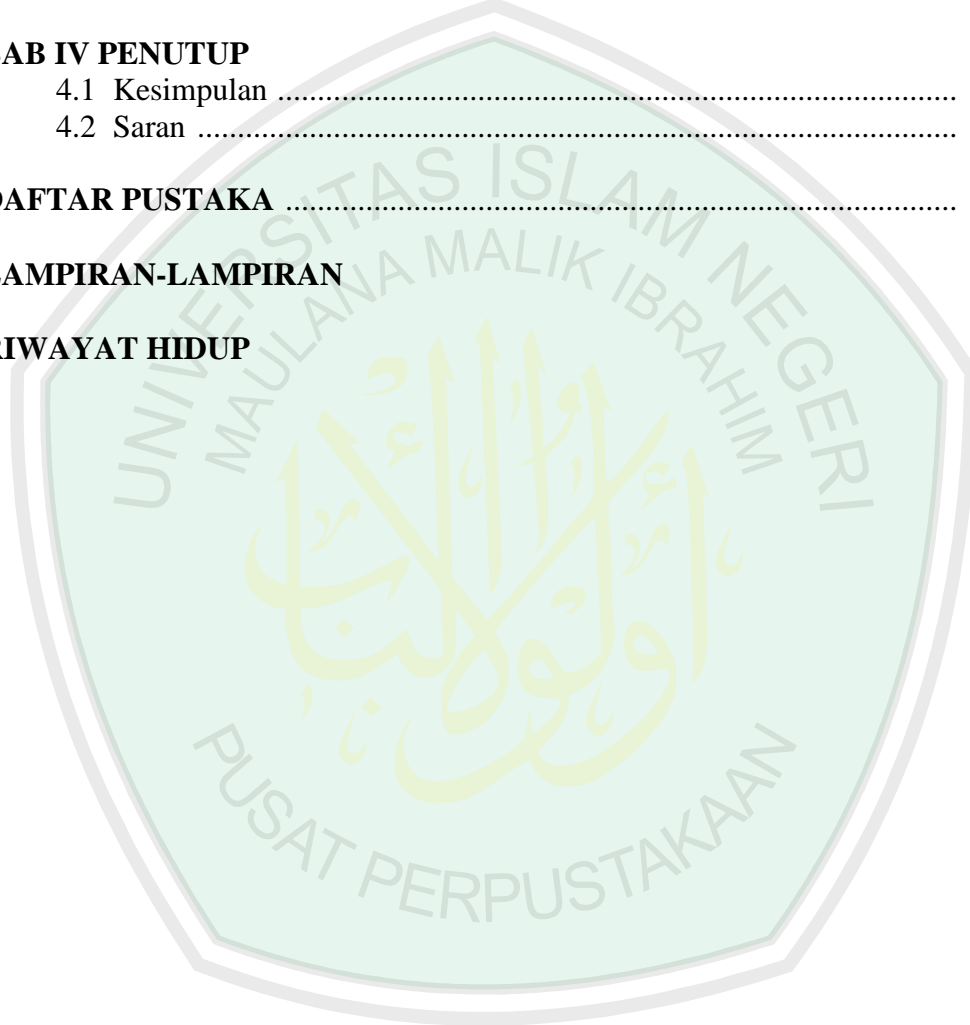 BAB IV PENUTUP
4.1 Kesimpulan ........................................................................
4.2 Saran ................................................................................
DAFTAR PUSTAKA ......................................................................
LAMPIRAN-LAMPIRAN
RIWAYAT HIDUP
UNIVERSITAS ISLAM NEGERI
MAULANA MALIK IBRAHIM
PUSAT PERPUSTAKAAN